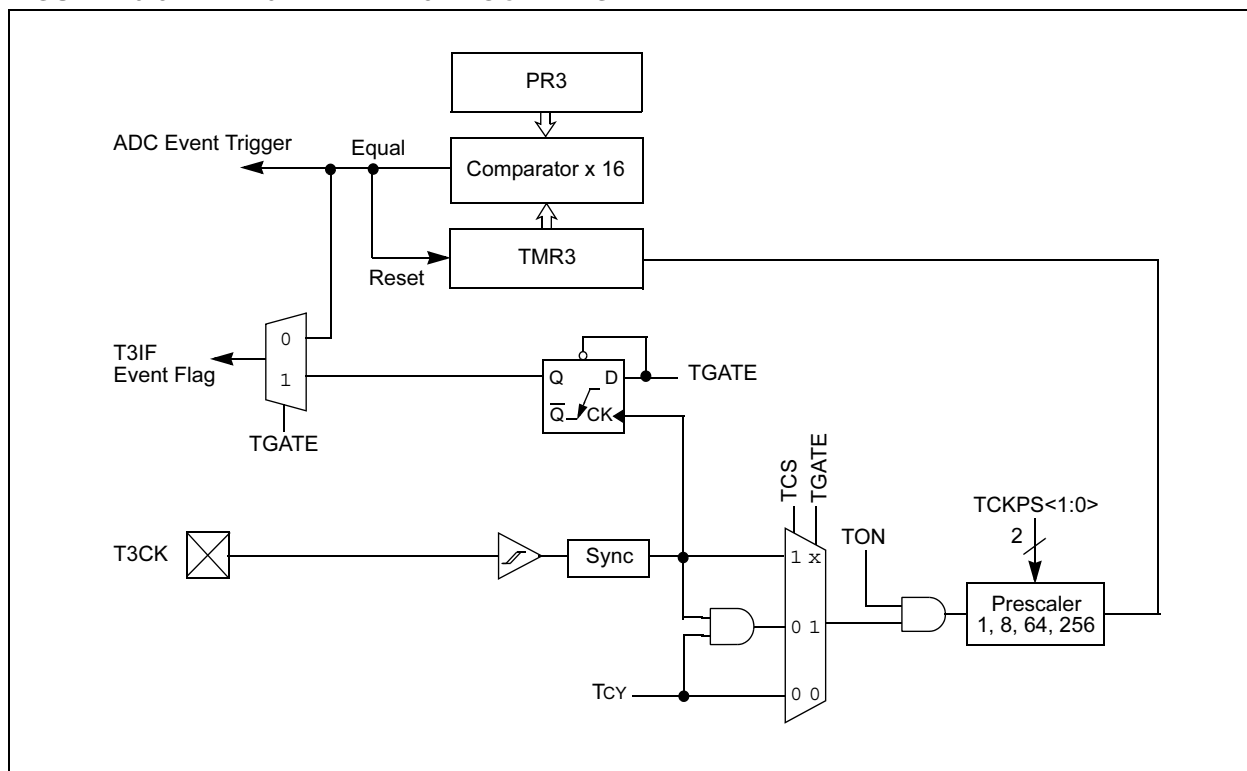 PR3
ADC Event Trigger
Equal
Comparator x 16
TMR3
Reset
0
T3IF
Event Flag
1
Q D
TGATE
Q CK
TGATE
TCS
TGATE
TCKPS<1:0>
2
TON
T3CK
Sync
1 x
Prescaler
1, 8, 64, 256
0 1
TCY
0 0